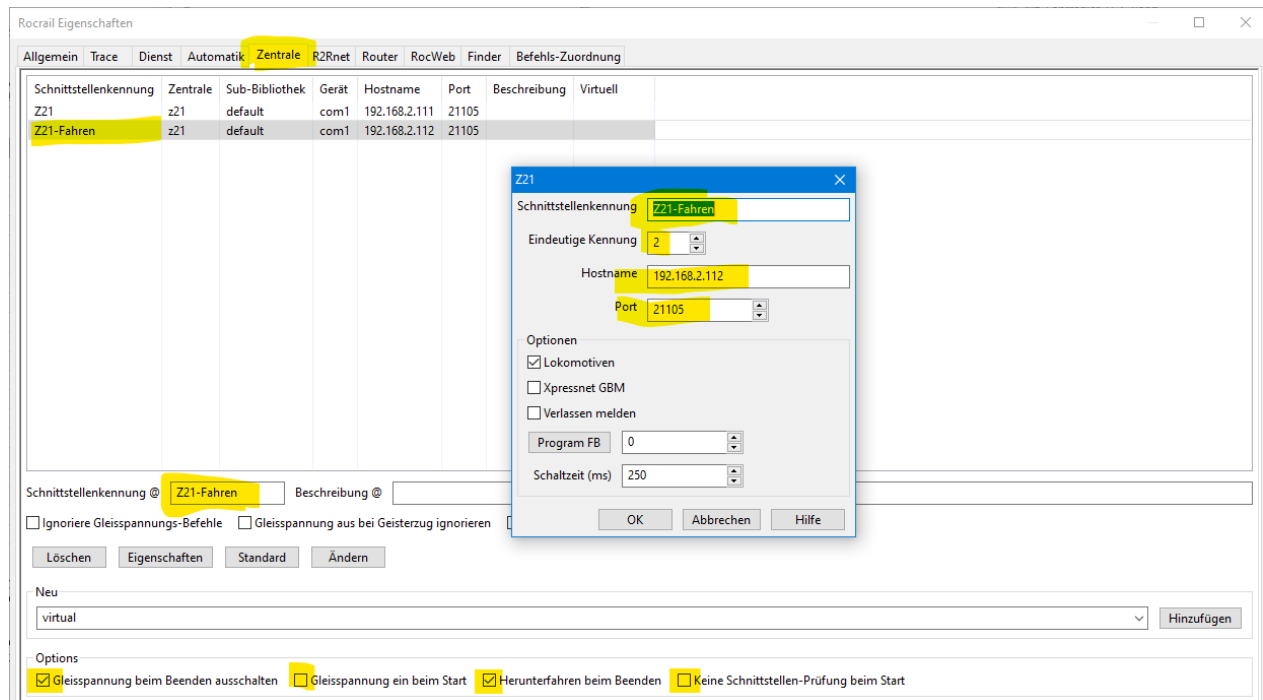 Rocrail Eigenschaften
Allgemein Trace Dienst Automatik Zentrale R2Rnet Router RocWeb Finder Befehls-Zuordnung
Schnittstellenkennung Zentrale Sub-Bibliothek Gerät Hostname Port Beschreibung Virtuell
Z21 z21 default com1 192.168.2.111 21105
Z21-Fahren z21 default com1 192.168.2.112 21105
Z21
Schnittstellenkennung Z21-Fahren
Eindeutige Kennung 2
Hostname 192.168.2.112
Port 21105
Optionen
Lokomotiven
Xpressnet GBM
Verlassen melden
Program FB 0
Schaltzeit (ms) 250
OK Abbrechen Hilfe
Schnittstellenkennung @ Z21-Fahren Beschreibung @
Ignoriere Gleisspannungs-Befehle Gleisspannung aus bei Geisterzug ignorieren
Löschen Eigenschaften Standard Ändern
Neu
virtual Hinzufügen
Options
Gleisspannung beim Beenden ausschalten Gleisspannung ein beim Start Herunterfahren beim Beenden Keine Schnittstellen-Prüfung beim Start